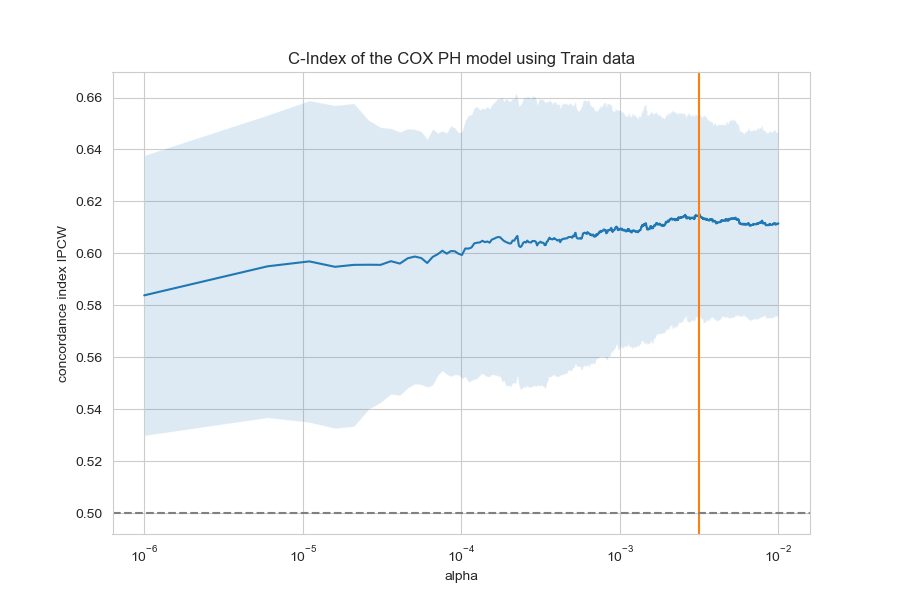 C-Index of the COX PH model using Train data
concordance index IPCW
0.66
0.64
0.62
0.60
0.58
0.56
0.54
0.52
0.50
10⁻⁶ 10⁻⁵ 10⁻⁴ 10⁻³ 10⁻²
alpha